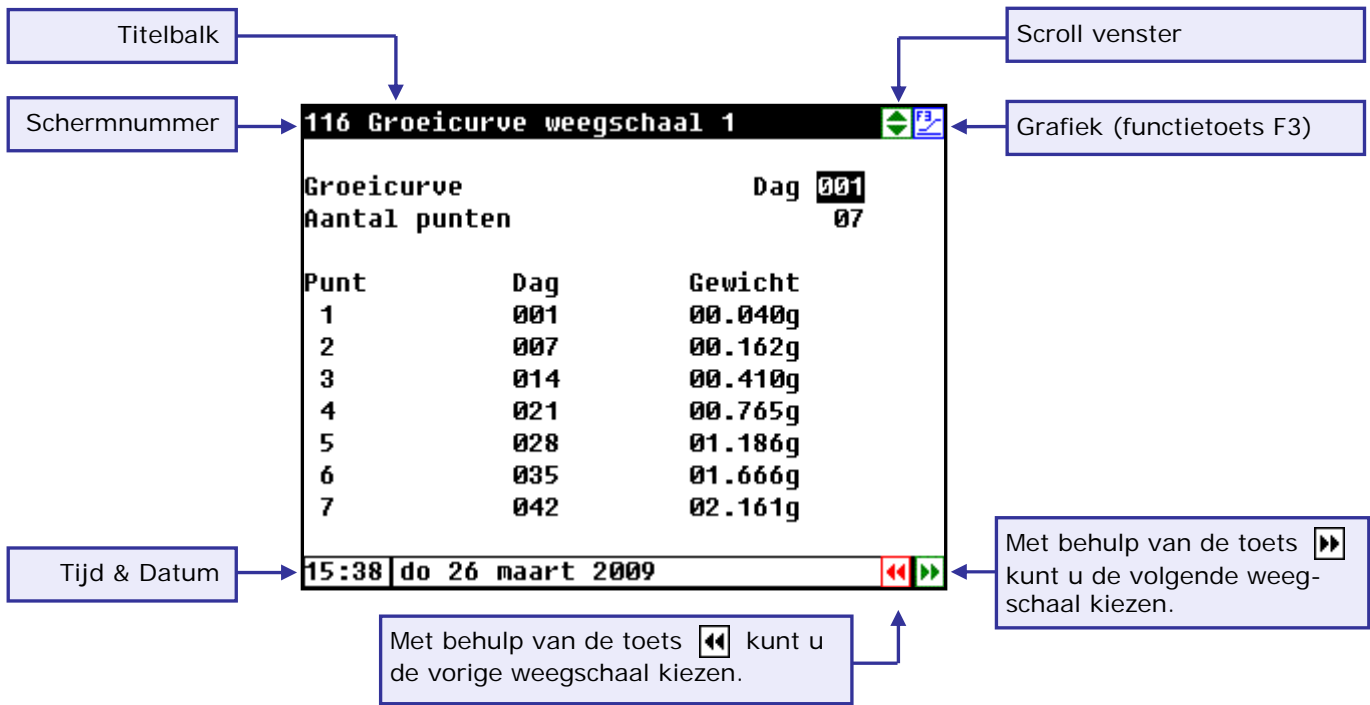 Titelbalk
Scroll venster
Schermnummer
116 Groeicurve weegschaal 1
F3
Grafiek (functietoets F3)
Groeicurve Dag 001
Aantal punten 07
Punt Dag Gewicht
1 001 00.040g
2 007 00.162g
3 014 00.410g
4 021 00.765g
5 028 01.186g
6 035 01.666g
7 042 02.161g
Tijd & Datum
15:38 do 26 maart 2009
Met behulp van de toets
kunt u de volgende weeg-
schaal kiezen.
Met behulp van de toets kunt u
de vorige weegschaal kiezen.